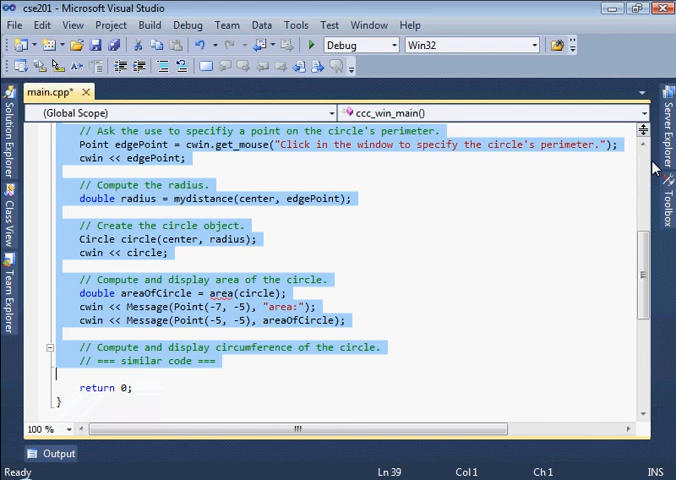 cse201 - Microsoft Visual Studio
File Edit View Project Build Debug Team Data Tools Test Window Help
Debug Win32
main.cpp*
(Global Scope) ccc_win_main()
// Ask the use to specifiy a point on the circle's perimeter.
Point edgePoint = cwin.get_mouse("Click in the window to specify the circle's perimeter.");
cwin << edgePoint;
// Compute the radius.
double radius = mydistance(center, edgePoint);
// Create the circle object.
Circle circle(center, radius);
cwin << circle;
// Compute and display area of the circle.
double areaOfCircle = area(circle);
cwin << Message(Point(-7, -5), "area:");
cwin << Message(Point(-5, -5), areaOfCircle);
// Compute and display circumference of the circle.
// === similar code ===
return 0;
}
100 %
Solution Explorer
Class View
Team Explorer
Server Explorer
Toolbox
Output
Ready Ln 39 Col 1 Ch 1 INS